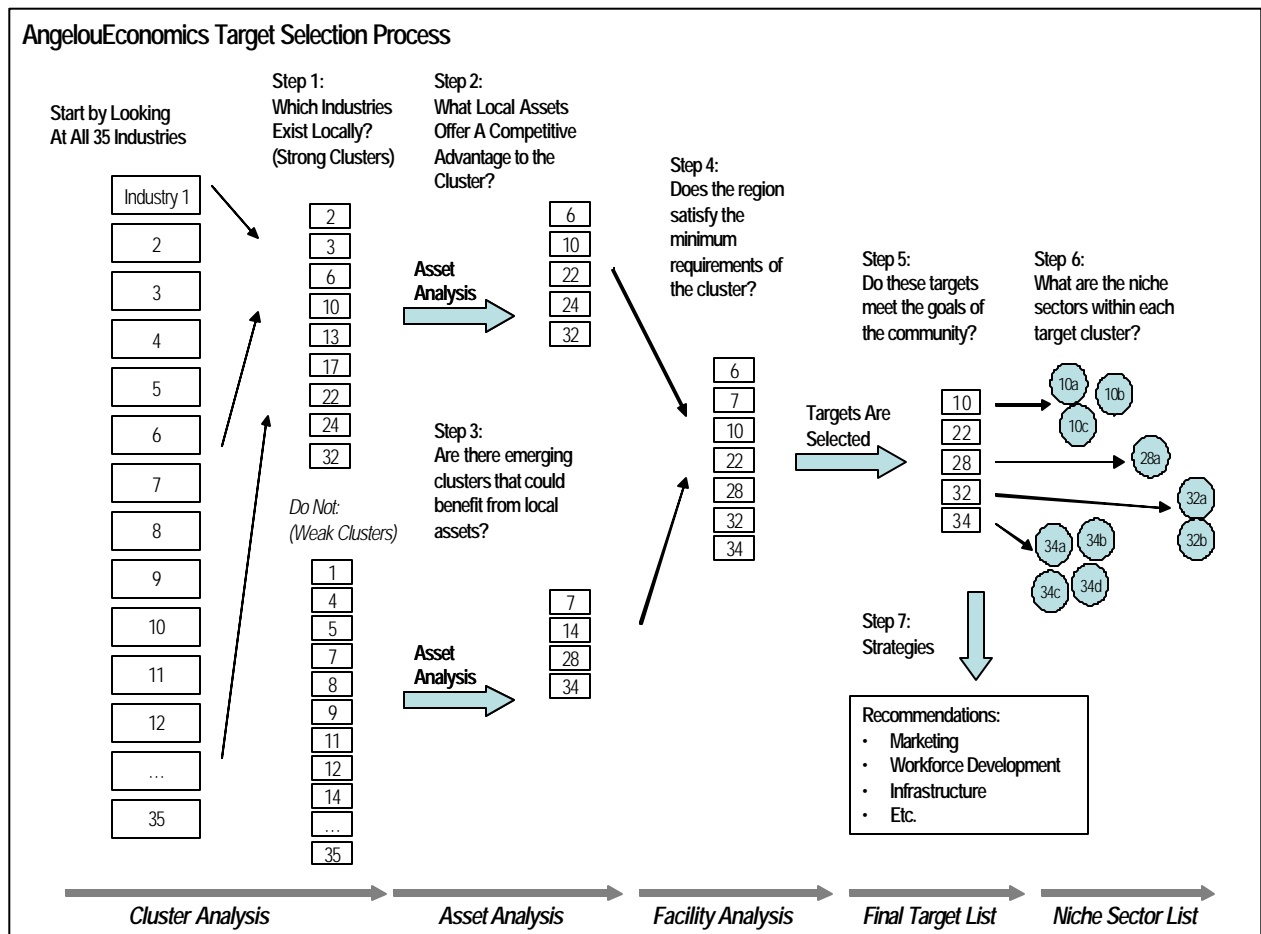 AngelouEconomics Target Selection Process
Start by Looking
At All 35 Industries
Industry 1
2
3
4
5
6
7
8
9
10
11
12
...
35
Step 1:
Which Industries
Exist Locally?
(Strong Clusters)
2
3
6
10
13
17
22
24
32
Do Not:
(Weak Clusters)
1
4
5
7
8
9
11
12
14
...
35
Step 2:
What Local Assets
Offer A Competitive
Advantage to the
Cluster?
Asset
Analysis
6
10
22
24
32
Step 3:
Are there emerging
clusters that could
benefit from local
assets?
Asset
Analysis
7
14
28
34
Step 4:
Does the region
satisfy the
minimum
requirements of
the cluster?
6
7
10
22
28
32
34
Targets Are
Selected
Step 5:
Do these targets
meet the goals of
the community?
10
22
28
32
34
Step 6:
What are the niche
sectors within each
target cluster?
10a
10b
10c
28a
32a
32b
34a
34b
34c
34d
Step 7:
Strategies
Recommendations:
• Marketing
• Workforce Development
• Infrastructure
• Etc.
Cluster Analysis
Asset Analysis
Facility Analysis
Final Target List
Niche Sector List